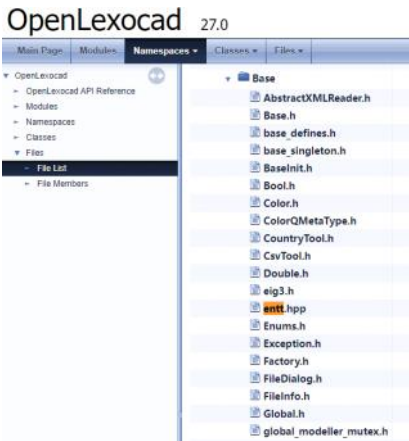 OpenLexocad 27.0
Main Page Modules Namespaces Classes Files
OpenLexocad
OpenLexocad API Reference
Modules
Namespaces
Classes
Files
File List
File Members
Base
AbstractXMLReader.h
Base.h
base_defines.h
base_singleton.h
BaseInit.h
Bool.h
Color.h
ColorQMetaType.h
CountryTool.h
CsvTool.h
Double.h
eig3.h
entt.hpp
Enums.h
Exception.h
Factory.h
FileDialog.h
FileInfo.h
Global.h
global_modeller_mutex.h